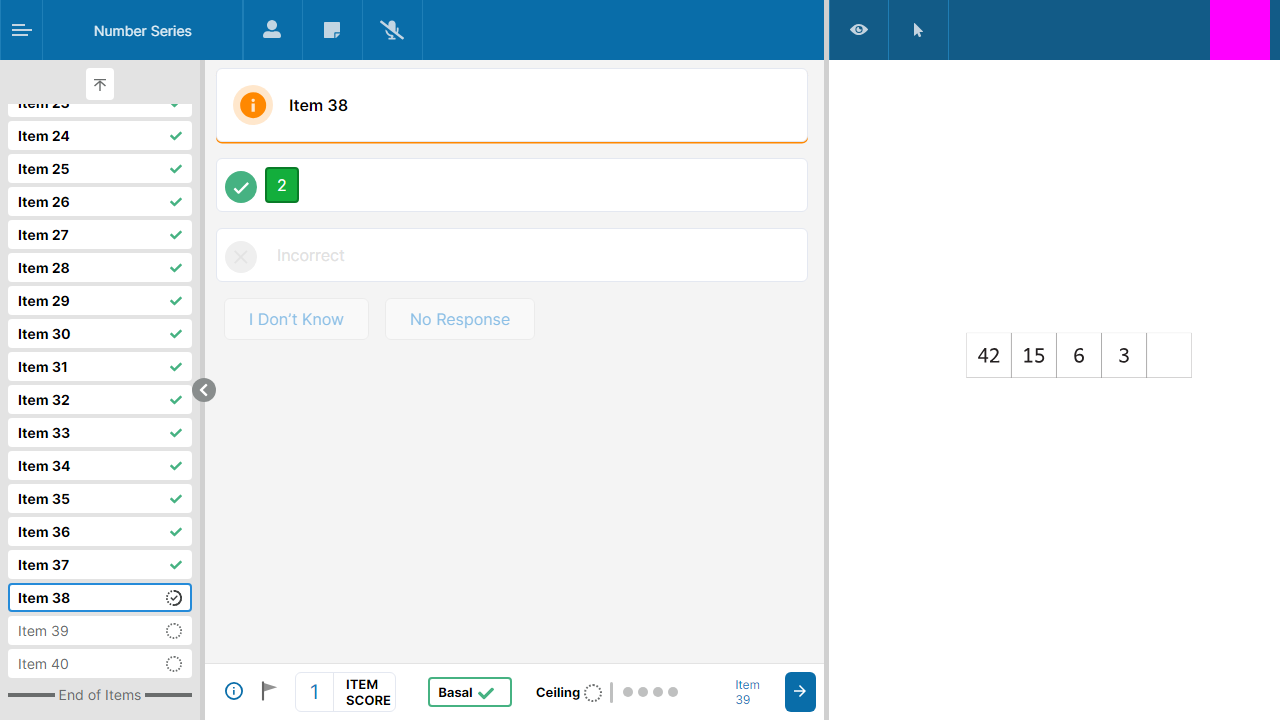 Number Series
Item 23
Item 24
Item 25
Item 26
Item 27
Item 28
Item 29
Item 30
Item 31
Item 32
Item 33
Item 34
Item 35
Item 36
Item 37
Item 38
Item 39
Item 40
End of Items
Item 38
2
Incorrect
I Don't Know
No Response
1 ITEM SCORE
Basal
Ceiling
Item 39
42 15 6 3